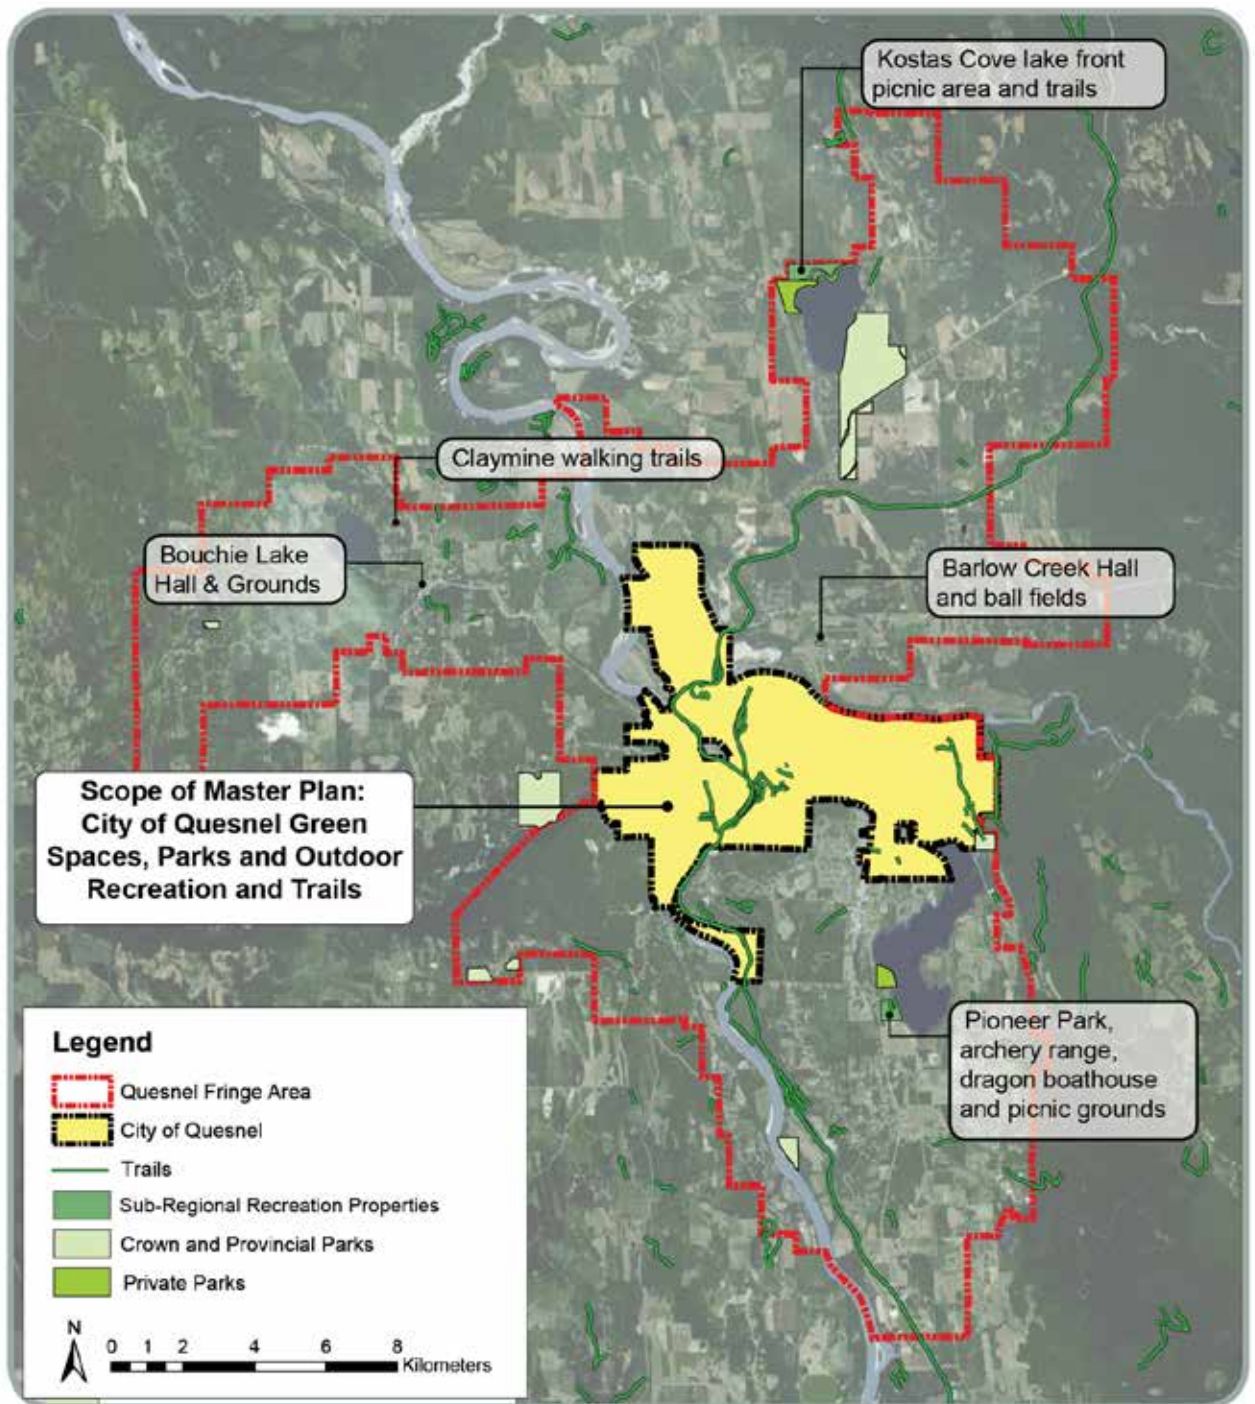 Kostas Cove lake front
picnic area and trails
Claymine walking trails
Bouchie Lake
Hall & Grounds
Barlow Creek Hall
and ball fields
Scope of Master Plan:
City of Quesnel Green
Spaces, Parks and Outdoor
Recreation and Trails
Pioneer Park,
archery range,
dragon boathouse
and picnic grounds
Legend
Quesnel Fringe Area
City of Quesnel
Trails
Sub-Regional Recreation Properties
Crown and Provincial Parks
Private Parks
N
0 1 2 4 6 8
Kilometers